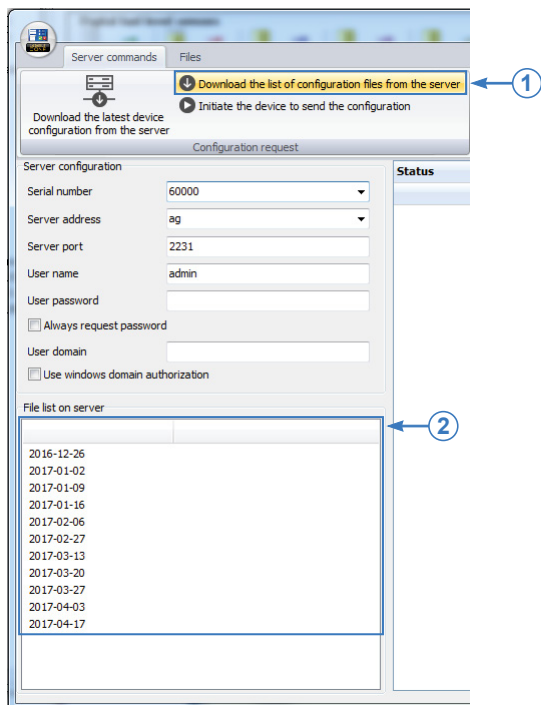 Server commands
Files
Download the latest device
configuration from the server
Download the list of configuration files from the server
1
Initiate the device to send the configuration
Configuration request
Server configuration
Serial number
60000
Server address
ag
Server port
2231
User name
admin
User password
Always request password
User domain
Use windows domain authorization
Status
File list on server
2
2016-12-26
2017-01-02
2017-01-09
2017-01-16
2017-02-06
2017-02-27
2017-03-13
2017-03-20
2017-03-27
2017-04-03
2017-04-17